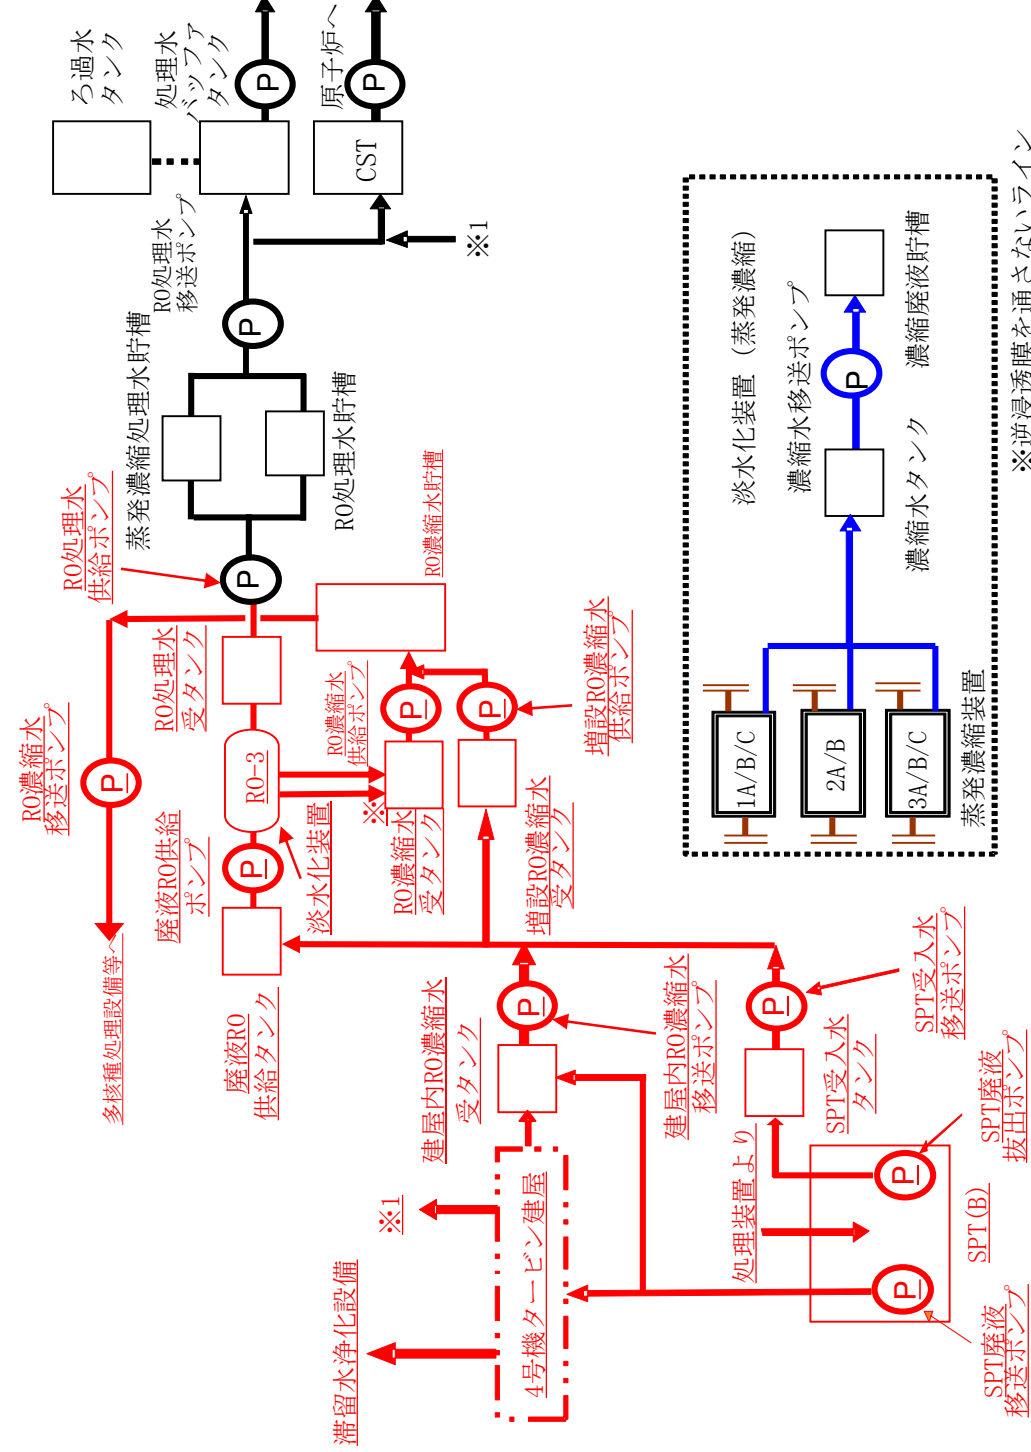 ろ過水
タンク
処理水
バッファ
タンク
P
原子炉へ
P
CST
※1
RO処理水
移送ポンプ
P
蒸発濃縮処理水貯槽
RO処理水貯槽
RO処理水
供給ポンプ
P
RO濃縮水貯槽
RO処理水
受タンク
RO濃縮水
供給ポンプ
P
増設RO濃縮水
供給ポンプ
P
RO濃縮水
移送ポンプ
P
多核種処理設備等へ
RO-3
淡水化装置
※
RO濃縮水
受タンク
増設RO濃縮水
受タンク
廃液RO供給
ポンプ
P
廃液RO
供給タンク
建屋内RO濃縮水
受タンク
P
建屋内RO濃縮水
移送ポンプ
SPT受入水
移送ポンプ
P
SPT受入水
タンク
処理装置より
SPT廃液
抜出ポンプ
P
SPT(B)
P
SPT廃液
移送ポンプ
4号機タービン建屋
※1
滞留水浄化設備
淡水化装置（蒸発濃縮）
濃縮水移送ポンプ
P
濃縮廃液貯槽
濃縮水タンク
1A/B/C
2A/B
3A/B/C
蒸発濃縮装置
※逆浸透膜を通さないライン